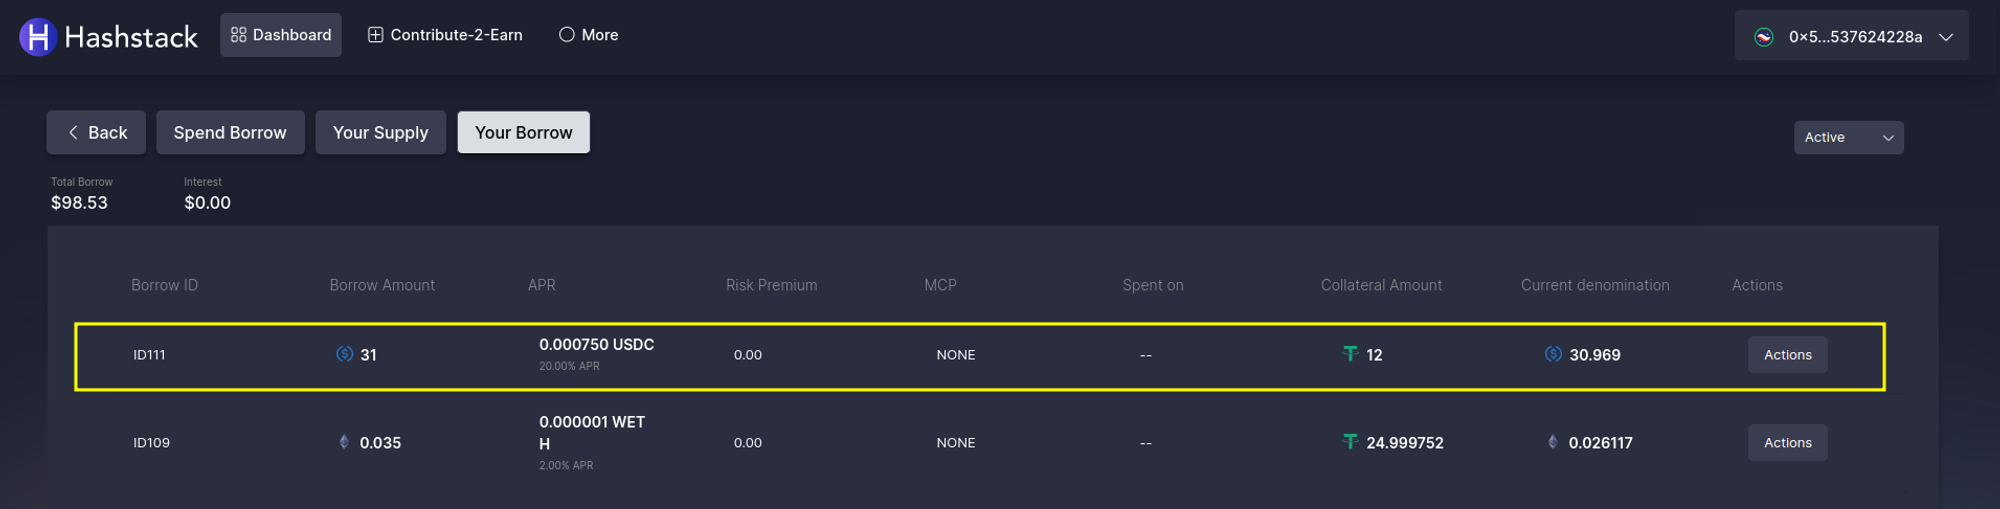 Hashstack
Dashboard
Contribute-2-Earn
More
0×5...537624228a
Back
Spend Borrow
Your Supply
Your Borrow
Active
Total Borrow
Interest
$98.53
$0.00
Borrow ID
Borrow Amount
APR
Risk Premium
MCP
Spent on
Collateral Amount
Current denomination
Actions
ID111
31
0.000750 USDC
20.00% APR
0.00
NONE
--
12
30.969
Actions
ID109
0.035
0.000001 WET
H
2.00% APR
0.00
NONE
--
24.999752
0.026117
Actions